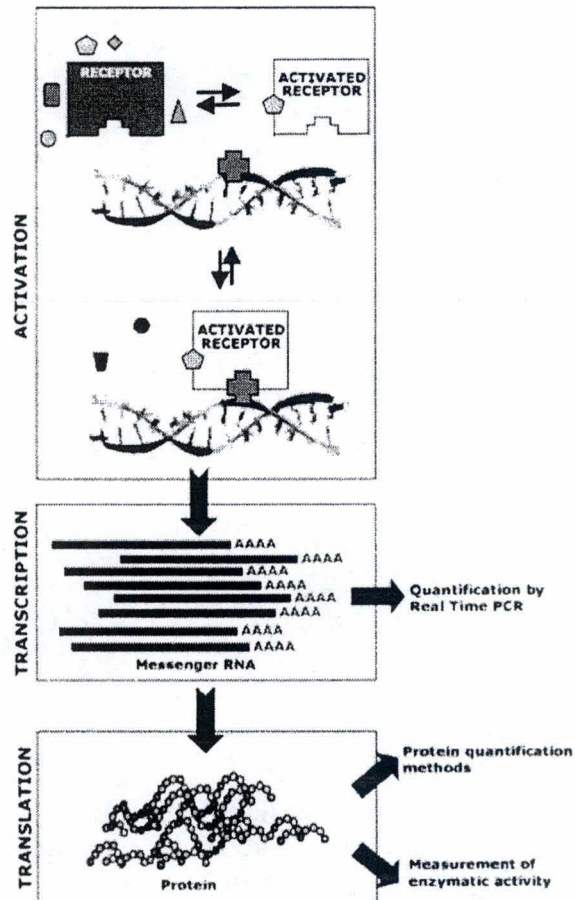 ACTIVATION
RECEPTOR
ACTIVATED
RECEPTOR
ACTIVATED
RECEPTOR
TRANSCRIPTION
AAAA
AAAA
AAAA
AAAA
AAAA
AAAA
AAAA
AAAA
Messenger RNA
Quantification by
Real Time PCR
TRANSLATION
Protein
Protein quantification
methods
Measurement of
enzymatic activity